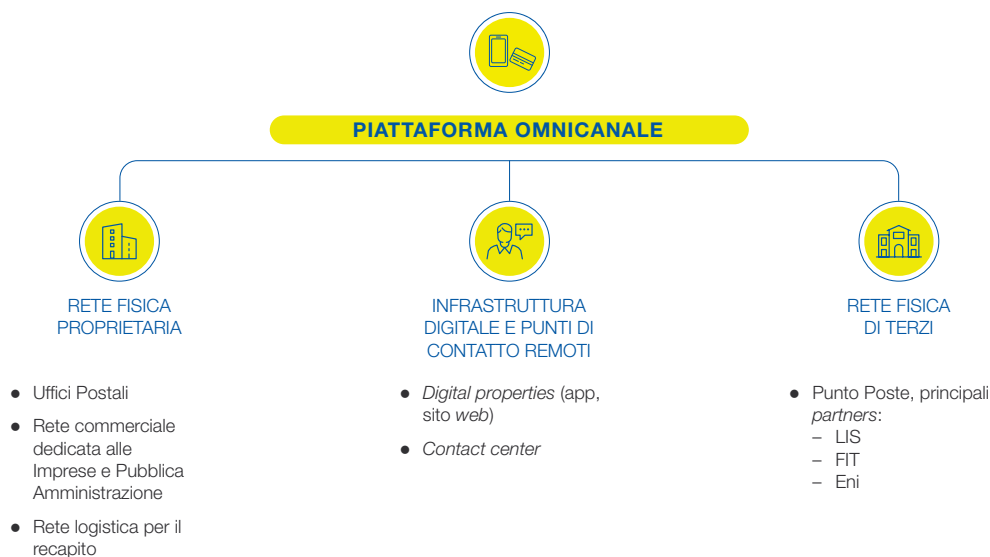 PIATTAFORMA OMNICANALE
RETE FISICA
PROPRIETARIA
● Uffici Postali
● Rete commerciale
dedicata alle
Imprese e Pubblica
Amministrazione
● Rete logistica per il
recapito
INFRASTRUTTURA
DIGITALE E PUNTI DI
CONTATTO REMOTI
● Digital properties (app,
sito web)
● Contact center
RETE FISICA
DI TERZI
● Punto Poste, principali
partners:
– LIS
– FIT
– Eni